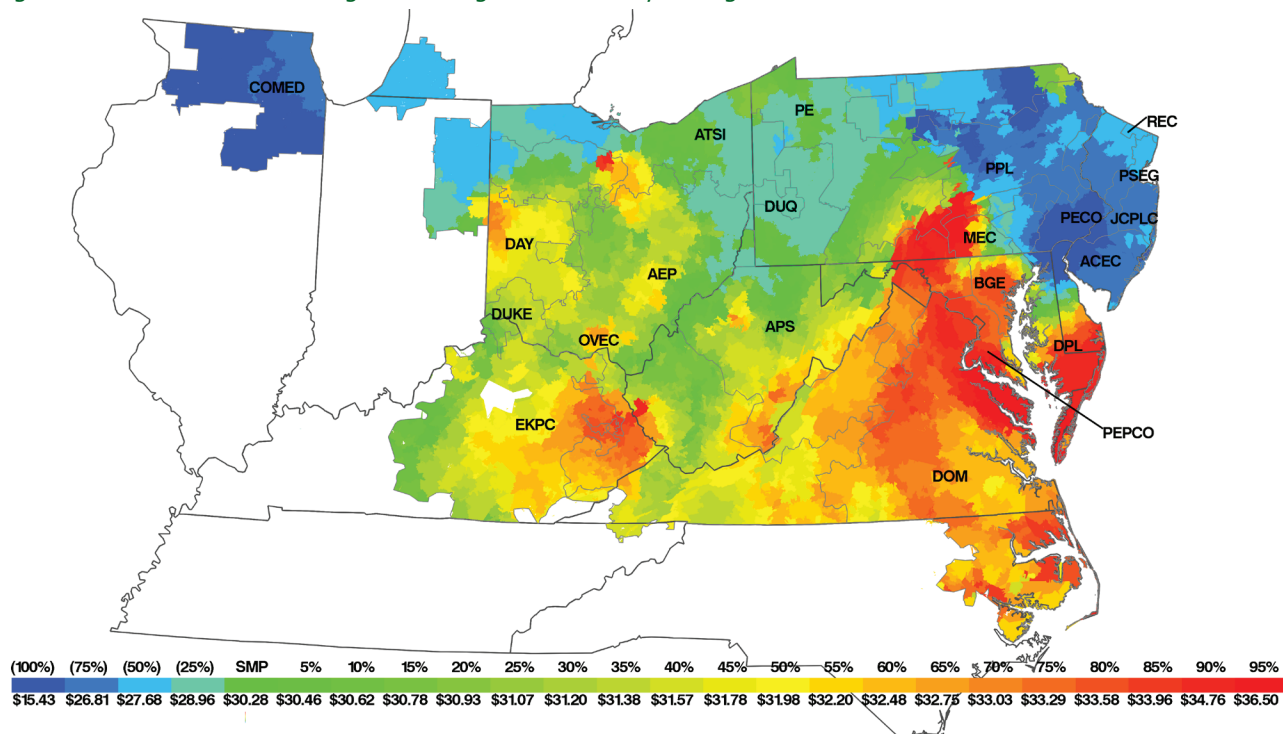 COMED
REC
ATSI
PE
PPL
PSEG
DUQ
PECO
JCPLC
MEC
DAY
ACEC
AEP
BGE
DUKE
APS
OVEC
DPL
EKPC
PEPCO
DOM
(100%) (75%) (50%) (25%) SMP 5% 10% 15% 20% 25% 30% 35% 40% 45% 50% 55% 60% 65% 70% 75% 80% 85% 90% 95%
$15.43 $26.81 $27.68 $28.96 $30.28 $30.46 $30.62 $30.78 $30.93 $31.07 $31.20 $31.38 $31.57 $31.78 $31.98 $32.20 $32.48 $32.75 $33.03 $33.29 $33.58 $33.96 $34.76 $36.50